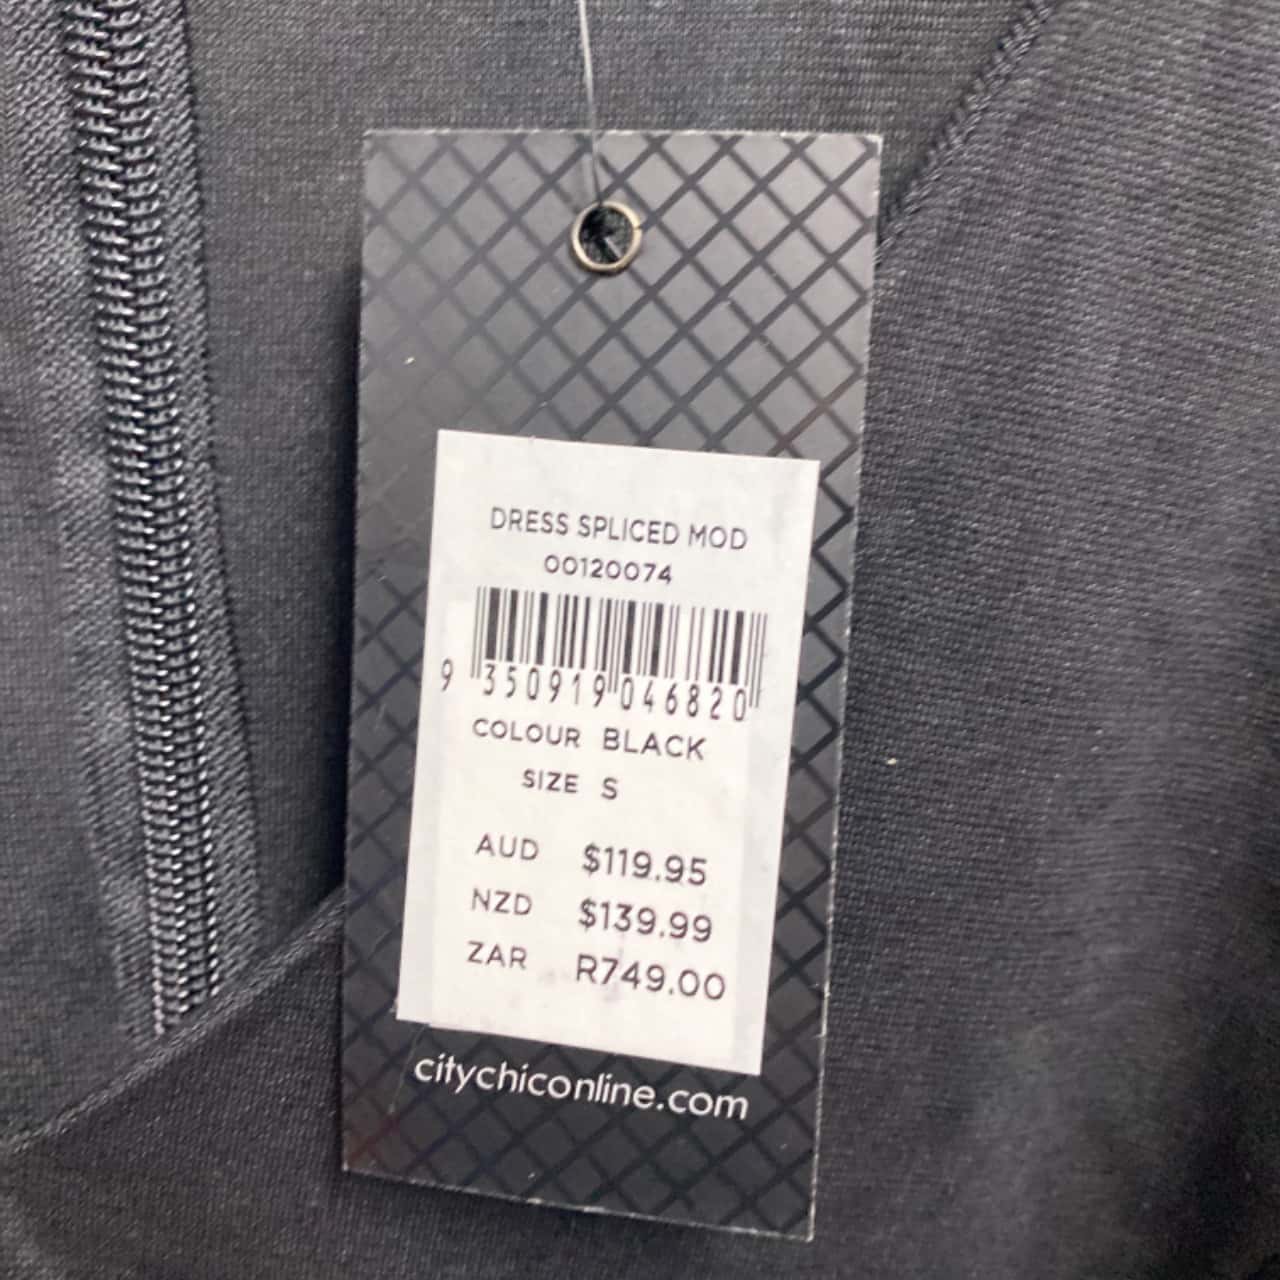 DRESS SPLICED MOD
00120074
9 350919 046820
COLOUR BLACK
SIZE S
AUD $119.95
NZD $139.99
ZAR R749.00
citychiconline.com